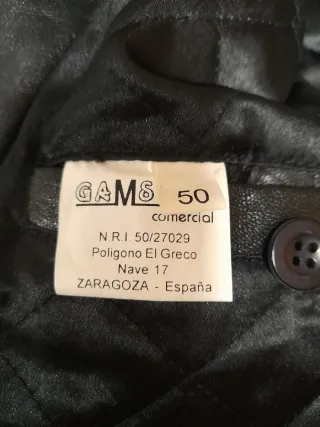 GAMS 50
comercial
N.R.I. 50/27029
Poligono El Greco
Nave 17
ZARAGOZA - España